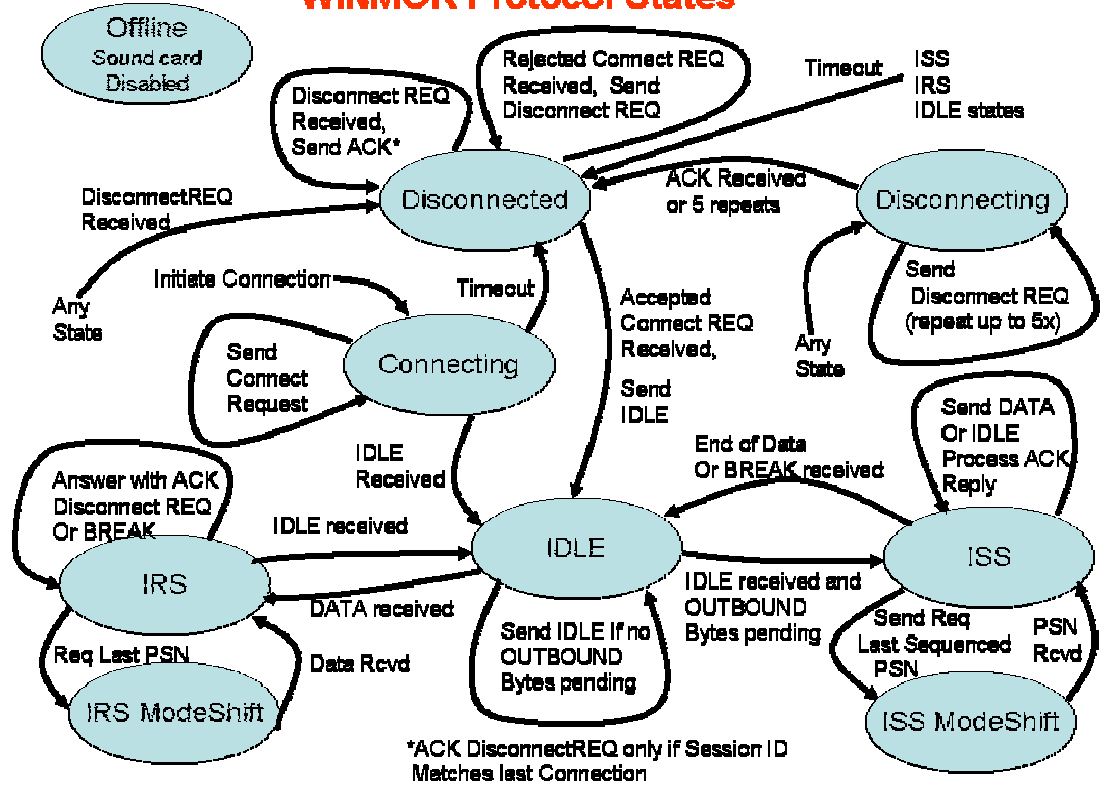 WINMOR Protocol States
Offline
Sound card
Disabled
Disconnect REQ
Received,
Send ACK*
Rejected Connect REQ
Received, Send
Disconnect REQ
Timeout
ISS
IRS
IDLE states
DisconnectREQ
Received
Disconnected
ACK Received
or 5 repeats
Disconnecting
Any
State
Initiate Connection
Timeout
Accepted
Connect REQ
Received,
Send
IDLE
Any
State
Send
Disconnect REQ
(repeat up to 5x)
Send
Connect
Request
Connecting
IDLE
Received
End of Data
Or BREAK received
Send DATA
Or IDLE
Process ACK
Reply
Answer with ACK
Disconnect REQ
Or BREAK
IDLE received
IRS
IDLE
ISS
DATA received
IDLE received and
OUTBOUND
Bytes pending
Send IDLE If no
OUTBOUND
Bytes pending
Send Req
Last Sequenced
PSN
PSN
Rcvd
Req Last PSN
Data Rcvd
IRS ModeShift
ISS ModeShift
*ACK DisconnectREQ only if Session ID
Matches last Connection